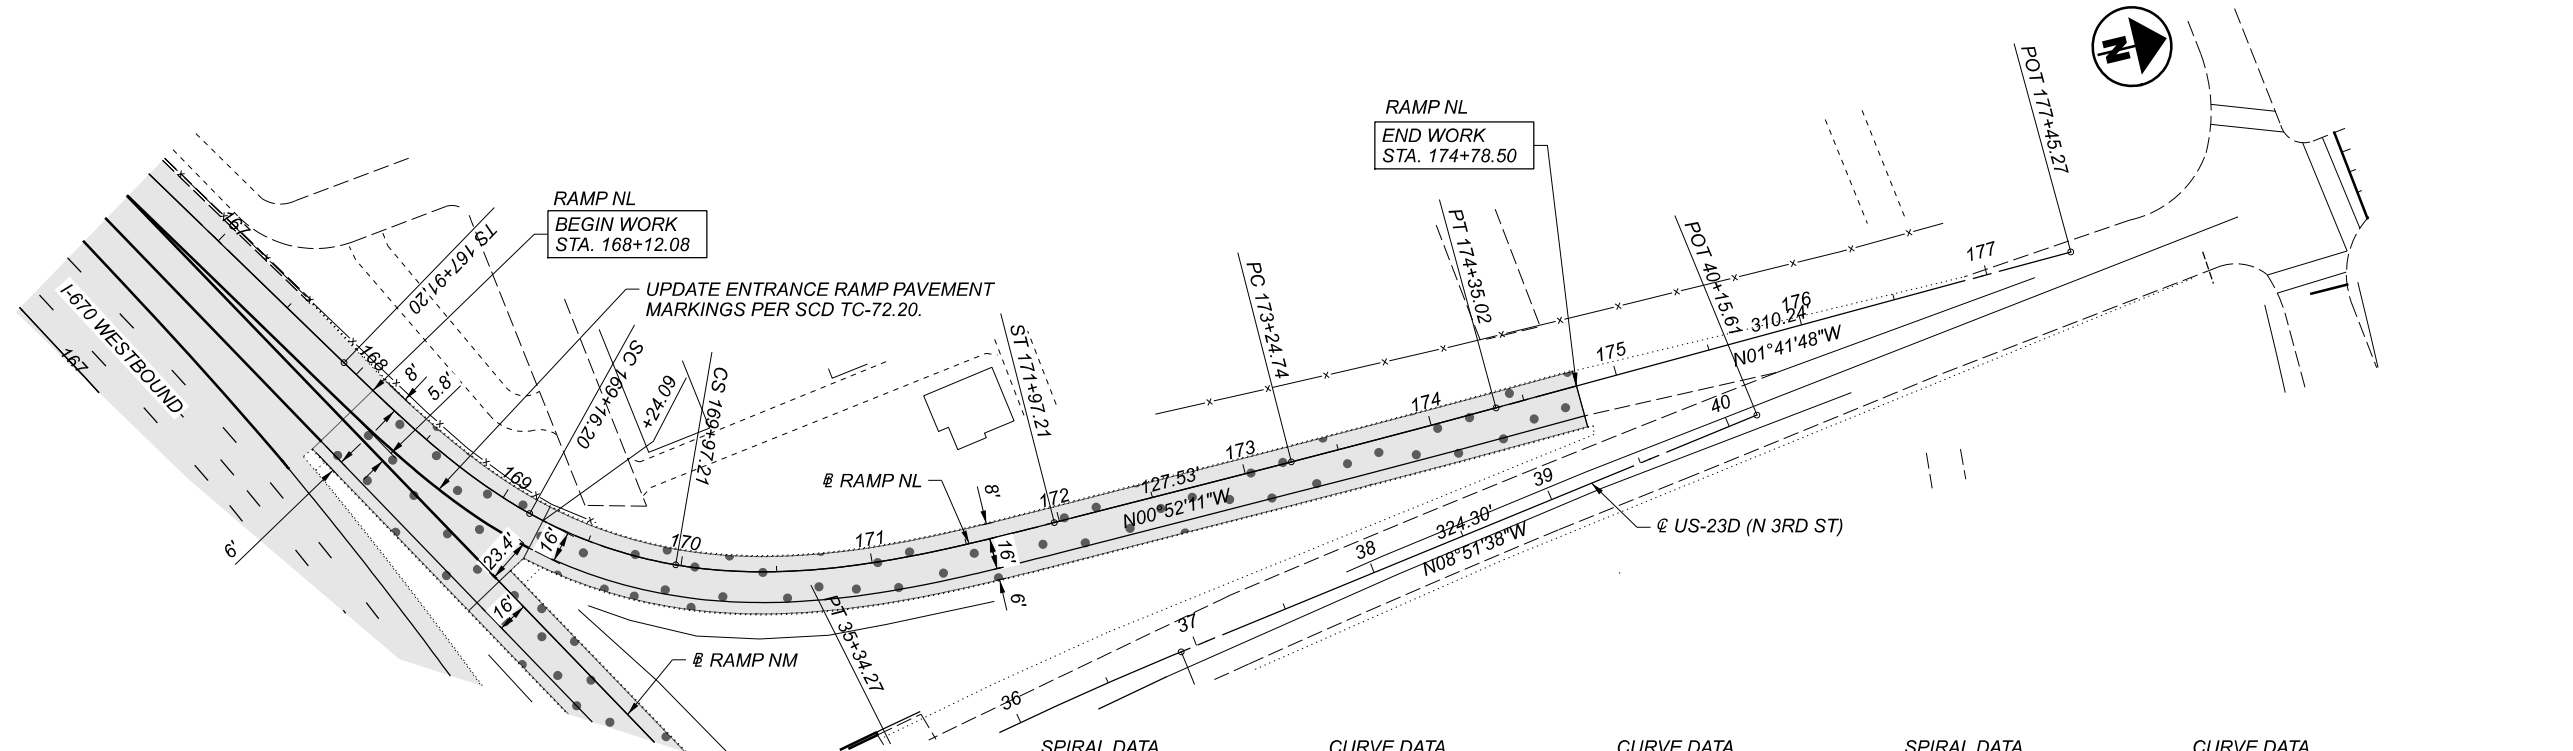 N
POT 177+45.27
RAMP NL
END WORK
STA. 174+78.50
RAMP NL
BEGIN WORK
STA. 168+12.08
167
TS 167+91.20
UPDATE ENTRANCE RAMP PAVEMENT
MARKINGS PER SCD TC-72.20.
PT 174+35.02
POT 40+15.61
177
PC 173+24.74
176
310.24'
N01°41'48"W
I-670 WESTBOUND
167
168
8'
5.8'
SC 169+16.20
+24.09
CS 169+97.21
ST 171+97.21
175
174
40
173
127.53'
N00°52'11"W
169
℄ RAMP NL
8'
172
39
℄ US-23D (N 3RD ST)
324.30'
N08°51'38"W
6'
23.4'
16'
170
171
16'
38
6'
16'
PT 35+34.27
37
℄ RAMP NM
36
SPIRAL DATA
CURVE DATA
CURVE DATA
SPIRAL DATA
CURVE DATA